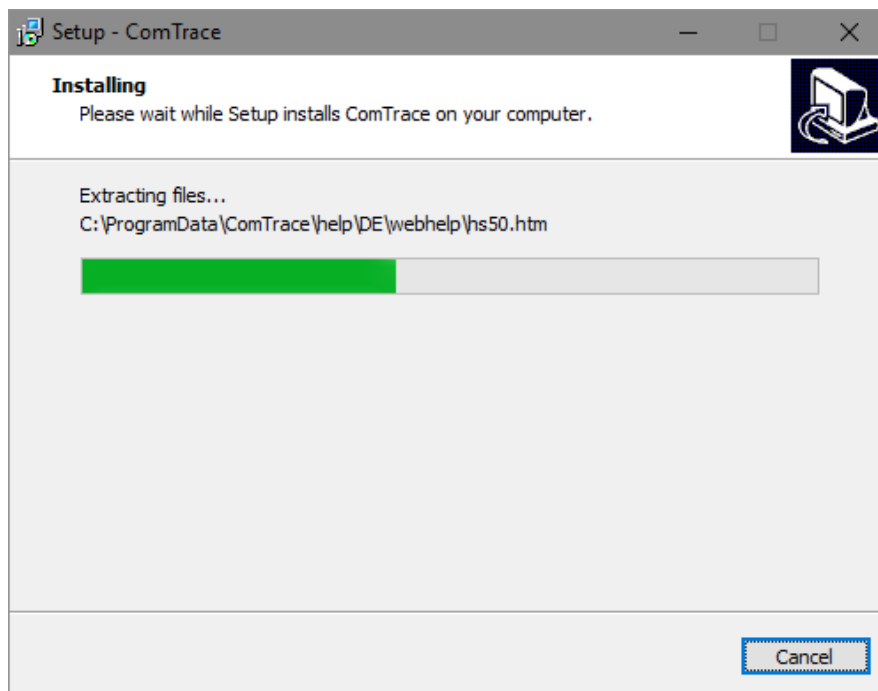 Setup - ComTrace
Installing
Please wait while Setup installs ComTrace on your computer.
Extracting files...
C:\ProgramData\ComTrace\help\DE\webhelp\hs50.htm
Cancel